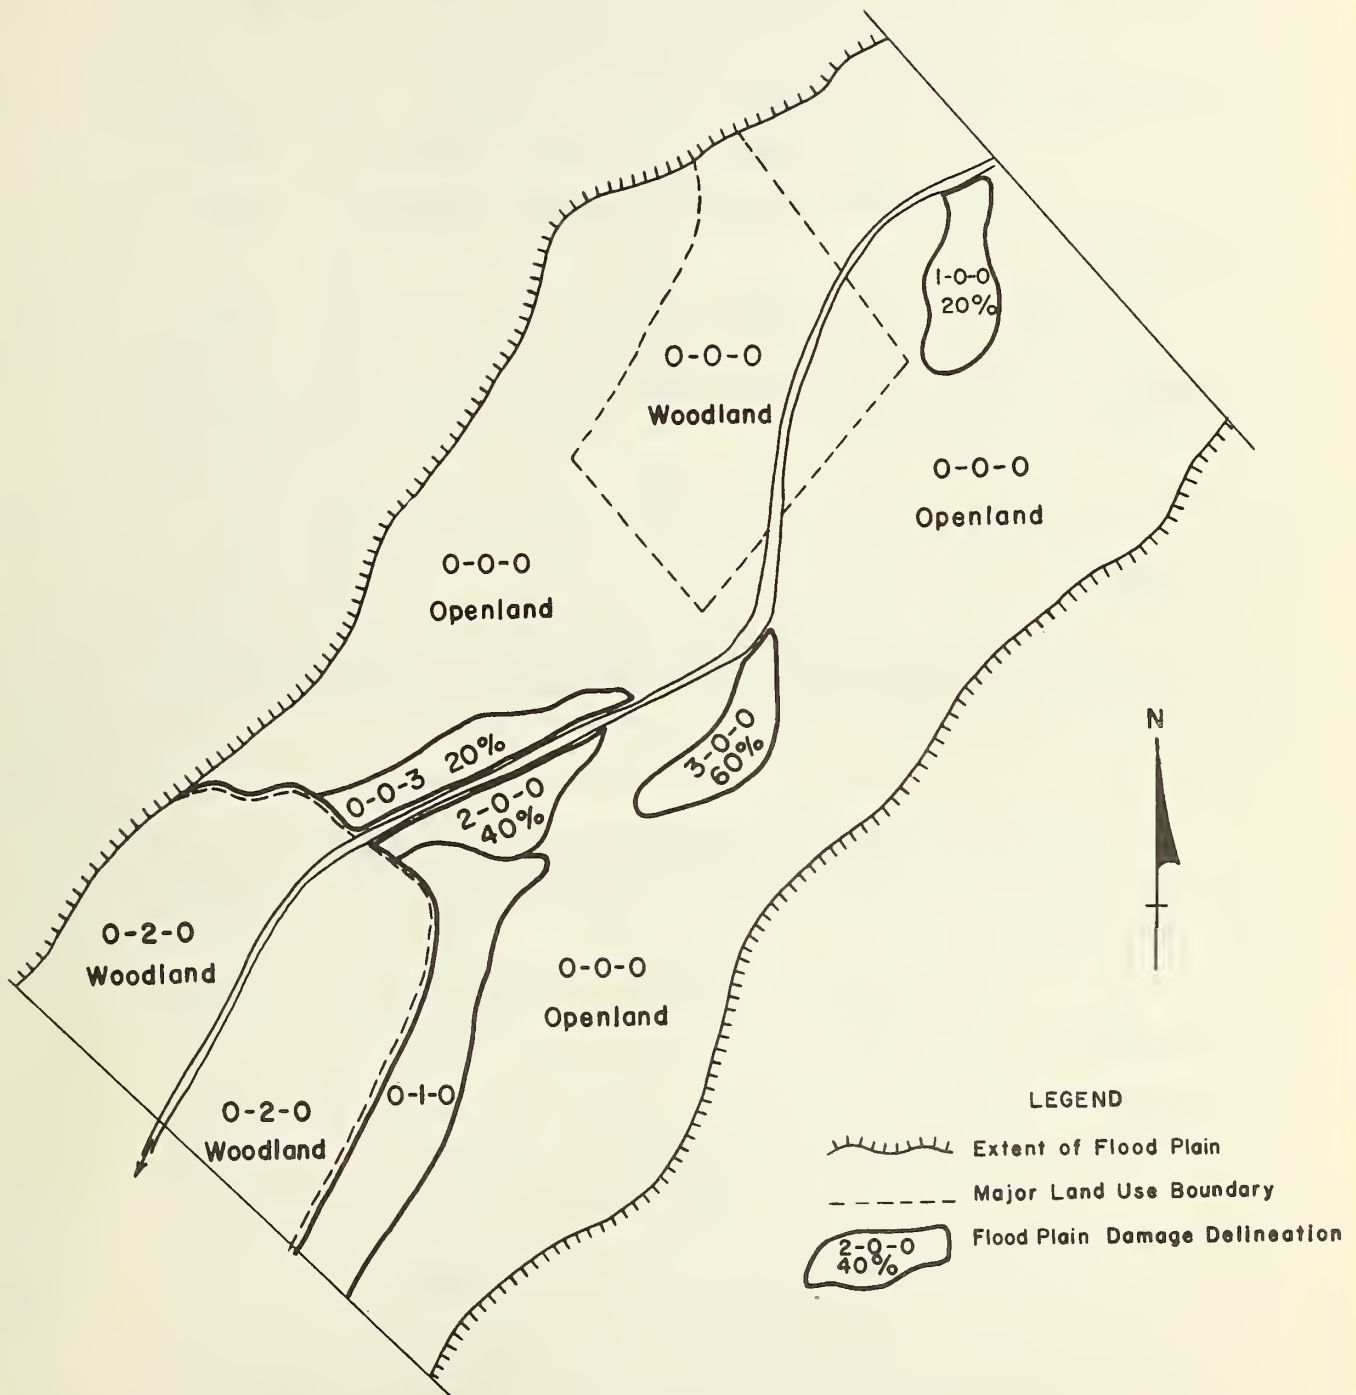 1-0-0
20%
0-0-0
Woodland
0-0-0
Openland
0-0-0
Openland
3-0-0
60%
0-0-3 20%
2-0-0
40%
0-2-0
Woodland
0-0-0
Openland
0-1-0
0-2-0
Woodland
N
LEGEND
Extent of Flood Plain
Major Land Use Boundary
2-0-0
40%
Flood Plain Damage Delineation